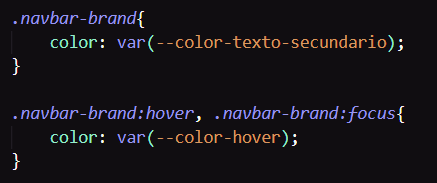 .navbar-brand{
    color: var(--color-texto-secundario);
}

.navbar-brand:hover, .navbar-brand:focus{
    color: var(--color-hover);
}